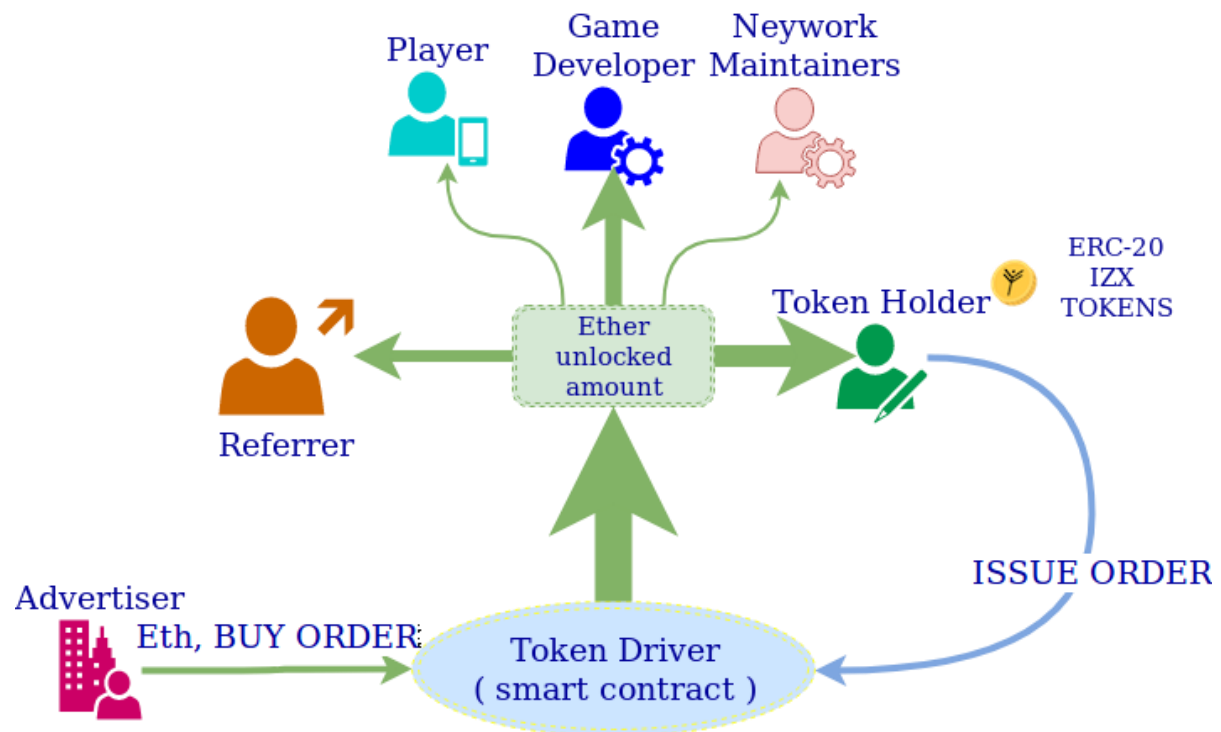 Player
Game
Developer
Neywork
Maintainers
ERC-20
IZX
TOKENS
Token Holder
Ether
unlocked
amount
Referrer
ISSUE ORDER
Advertiser
Eth, BUY ORDER
Token Driver
( smart contract )